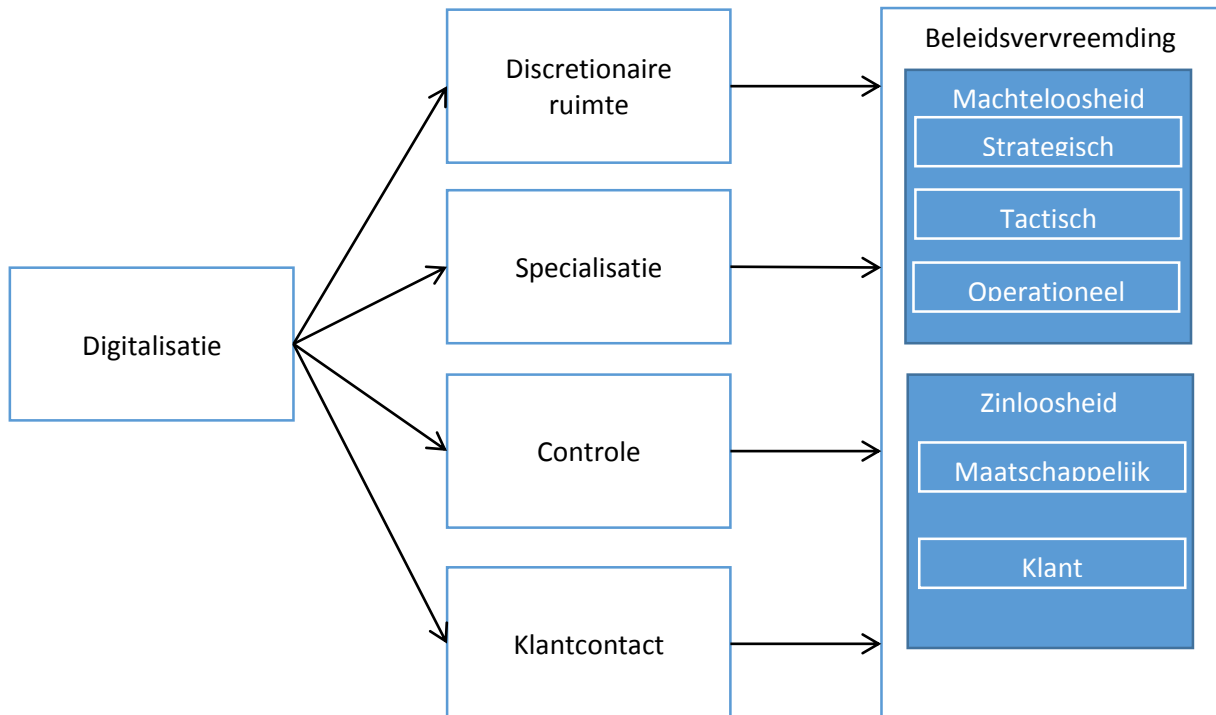 Digitalisatie
Discretionaire
ruimte
Specialisatie
Controle
Klantcontact
Beleidsvervreemding
Machteloosheid
Strategisch
Tactisch
Operationeel
Zinloosheid
Maatschappelijk
Klant